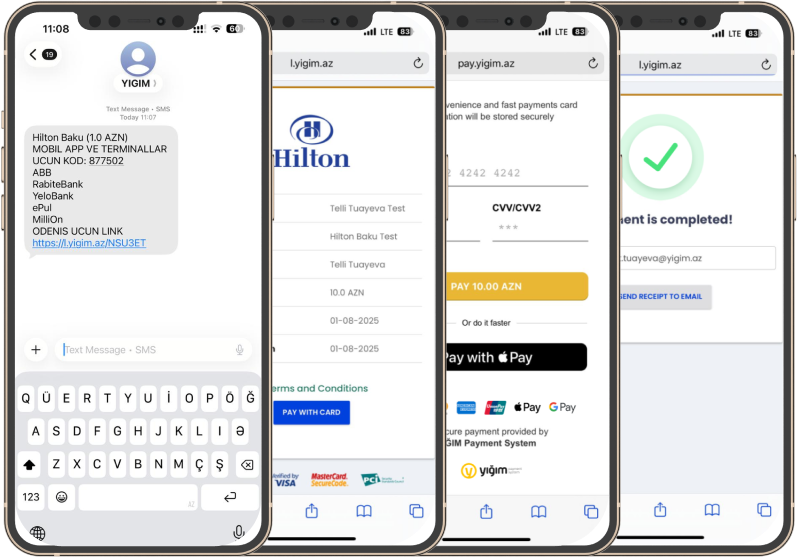 11:08
60
19
YIGIM
Text Message • SMS
Today 11:07
Hilton Baku (1.0 AZN)
MOBIL APP VE TERMINALLAR
UCUN KOD: 877502
ABB
RabiteBank
YeloBank
ePul
MilliOn
ODENIS UCUN LINK
https://l.yigim.az/NSU3ET
Text Message • SMS
Q Ü E R T Y U İ O P Ö Ğ
A S D F G H J K L I Ə
Z X C V B N M Ç Ş
123
AZ
LTE 83
l.yigim.az
Hilton
Telli Tuayeva Test
Hilton Baku Test
Telli Tuayeva
10.0 AZN
01-08-2025
01-08-2025
erms and Conditions
PAY WITH CARD
VISA
MasterCard.
SecureCode.
PCI
LTE 83
pay.yigim.az
venience and fast payments card
tion will be stored securely
2 4242 4242
CVV/CVV2
***
PAY 10.00 AZN
Or do it faster
Pay with Pay
Pay G Pay
cure payment provided by
ĞIM Payment System
yığım
LTE 83
l.yigim.az
ment is completed!
t.tuayeva@yigim.az
SEND RECEIPT TO EMAIL